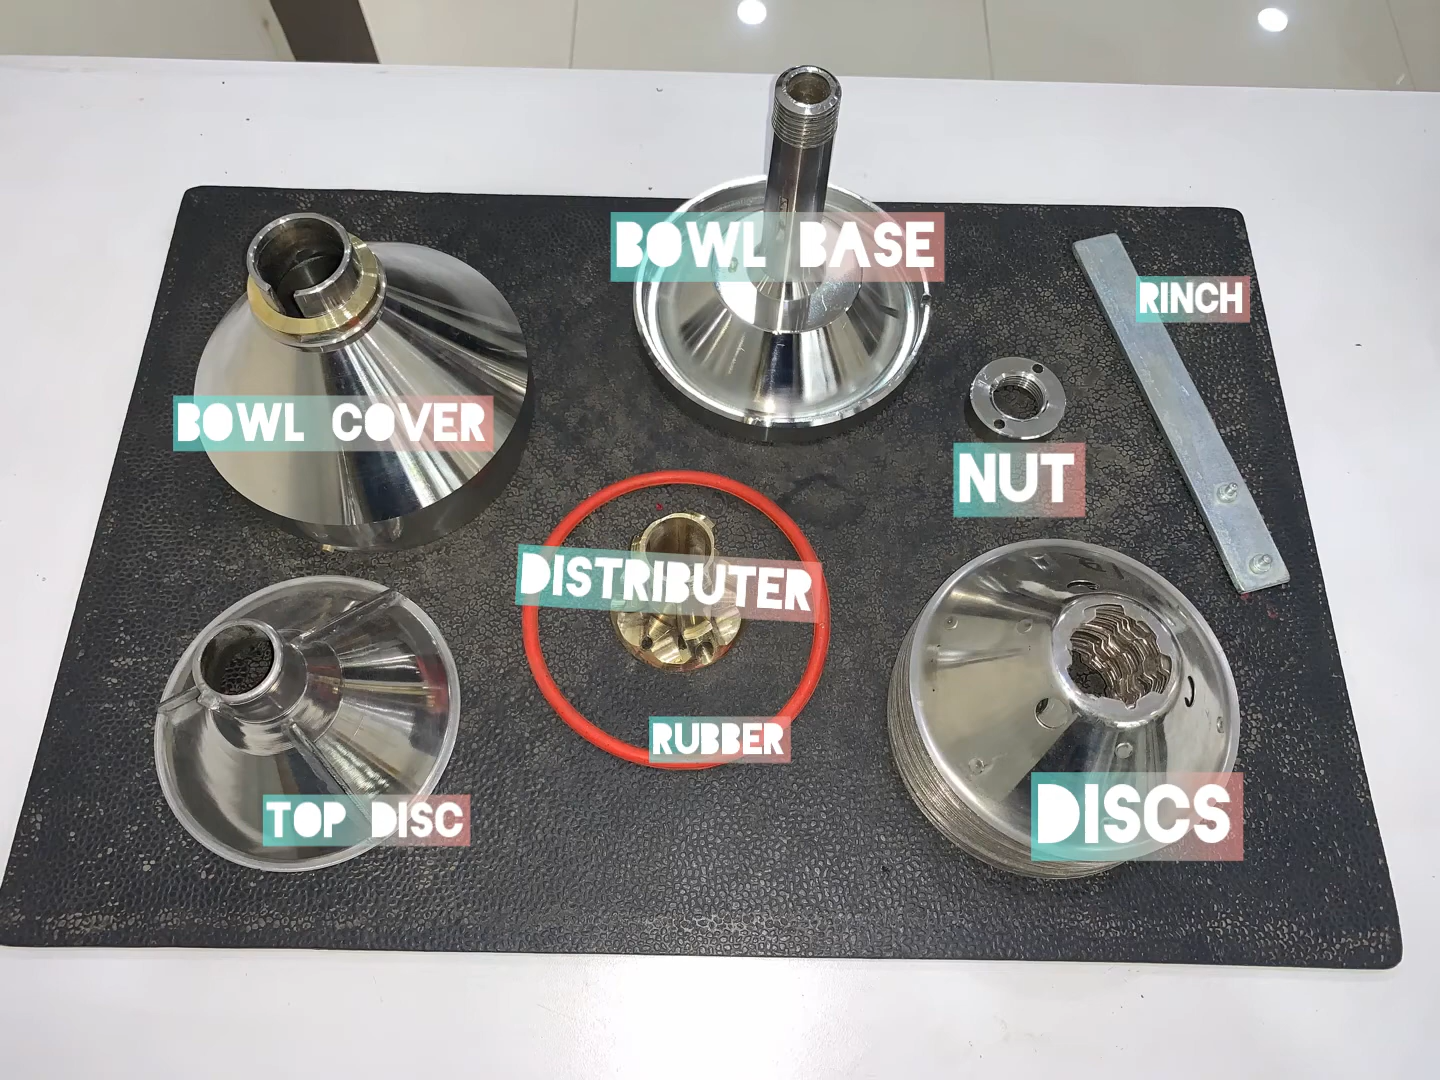 BOWL BASE
RINCH
BOWL COVER
NUT
DISTRIBUTER
RUBBER
TOP DISC
DISCS